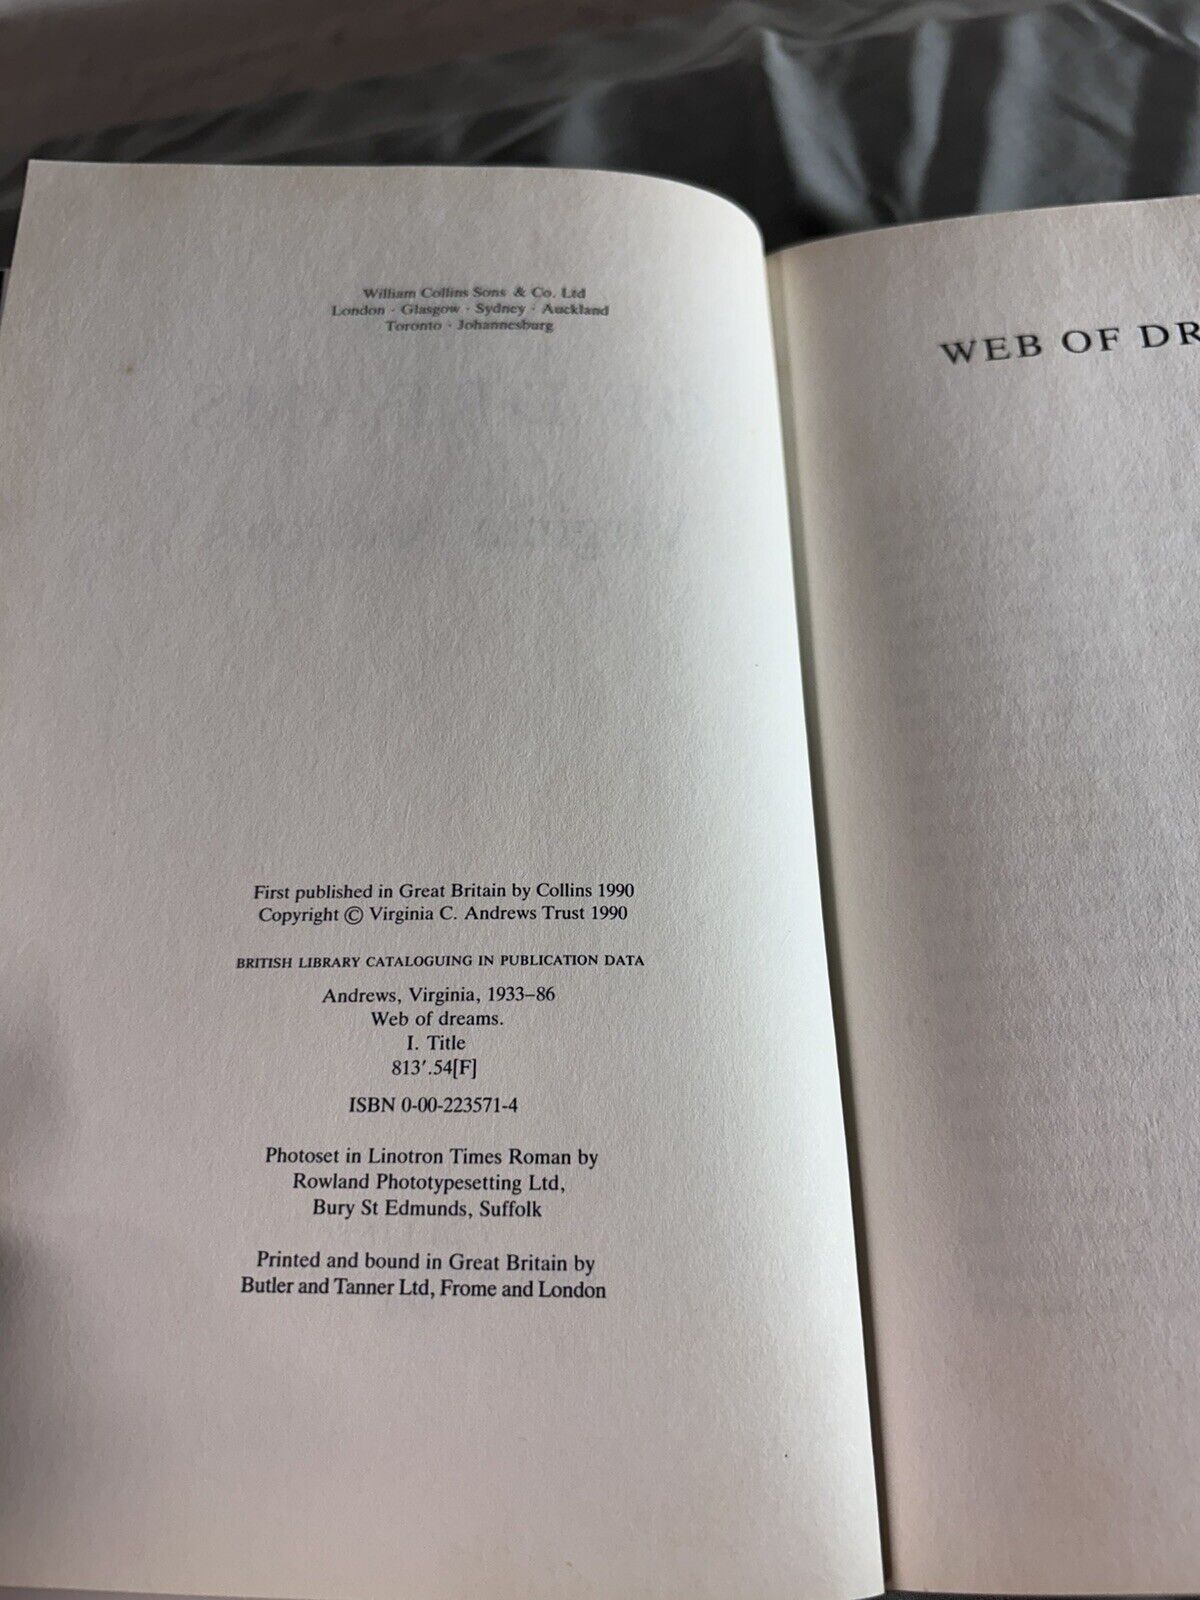 William Collins Sons & Co. Ltd
London · Glasgow · Sydney · Auckland
Toronto · Johannesburg
First published in Great Britain by Collins 1990
Copyright © Virginia C. Andrews Trust 1990
BRITISH LIBRARY CATALOGUING IN PUBLICATION DATA
Andrews, Virginia, 1933–86
Web of dreams.
I. Title
813′.54[F]
ISBN 0-00-223571-4
Photoset in Linotron Times Roman by
Rowland Phototypesetting Ltd,
Bury St Edmunds, Suffolk
Printed and bound in Great Britain by
Butler and Tanner Ltd, Frome and London
WEB OF DR